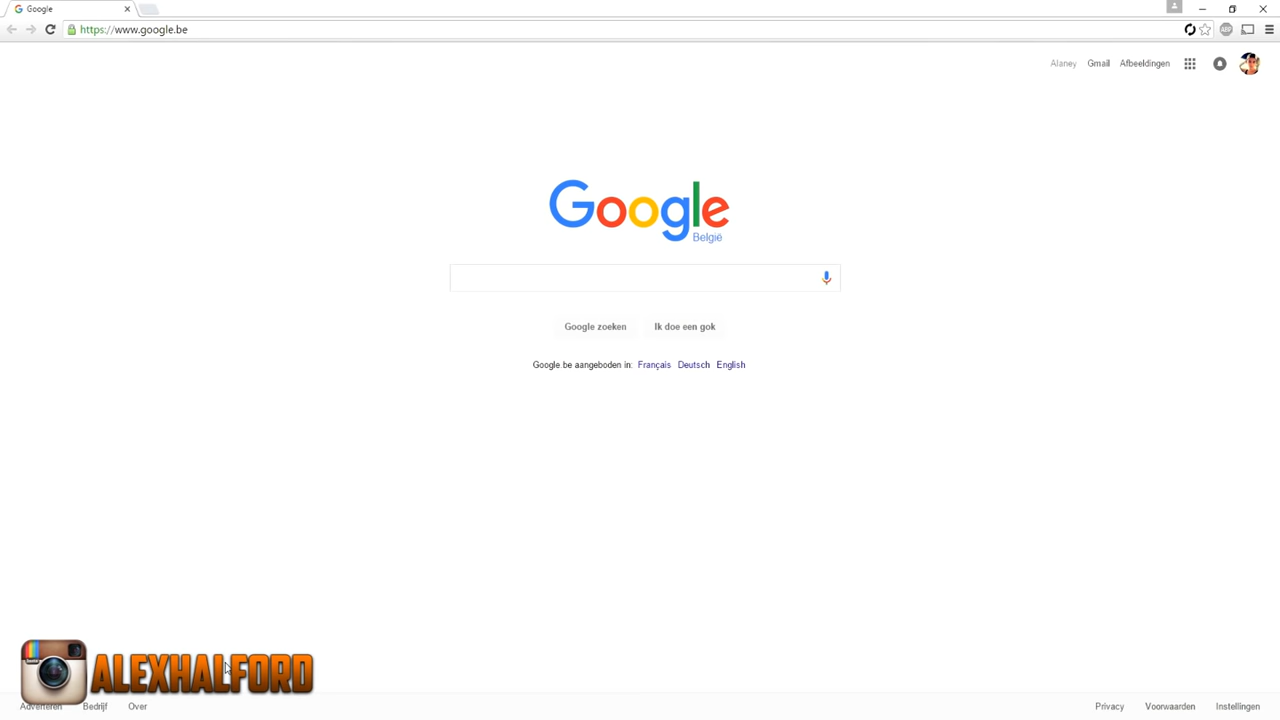 Google
https://www.google.be
ABP
Alaney Gmail Afbeeldingen
Google
België
Google zoeken Ik doe een gok
Google.be aangeboden in: Français Deutsch English
ALEXHALFORD
Adverteren Bedrijf Over
Privacy Voorwaarden Instellingen